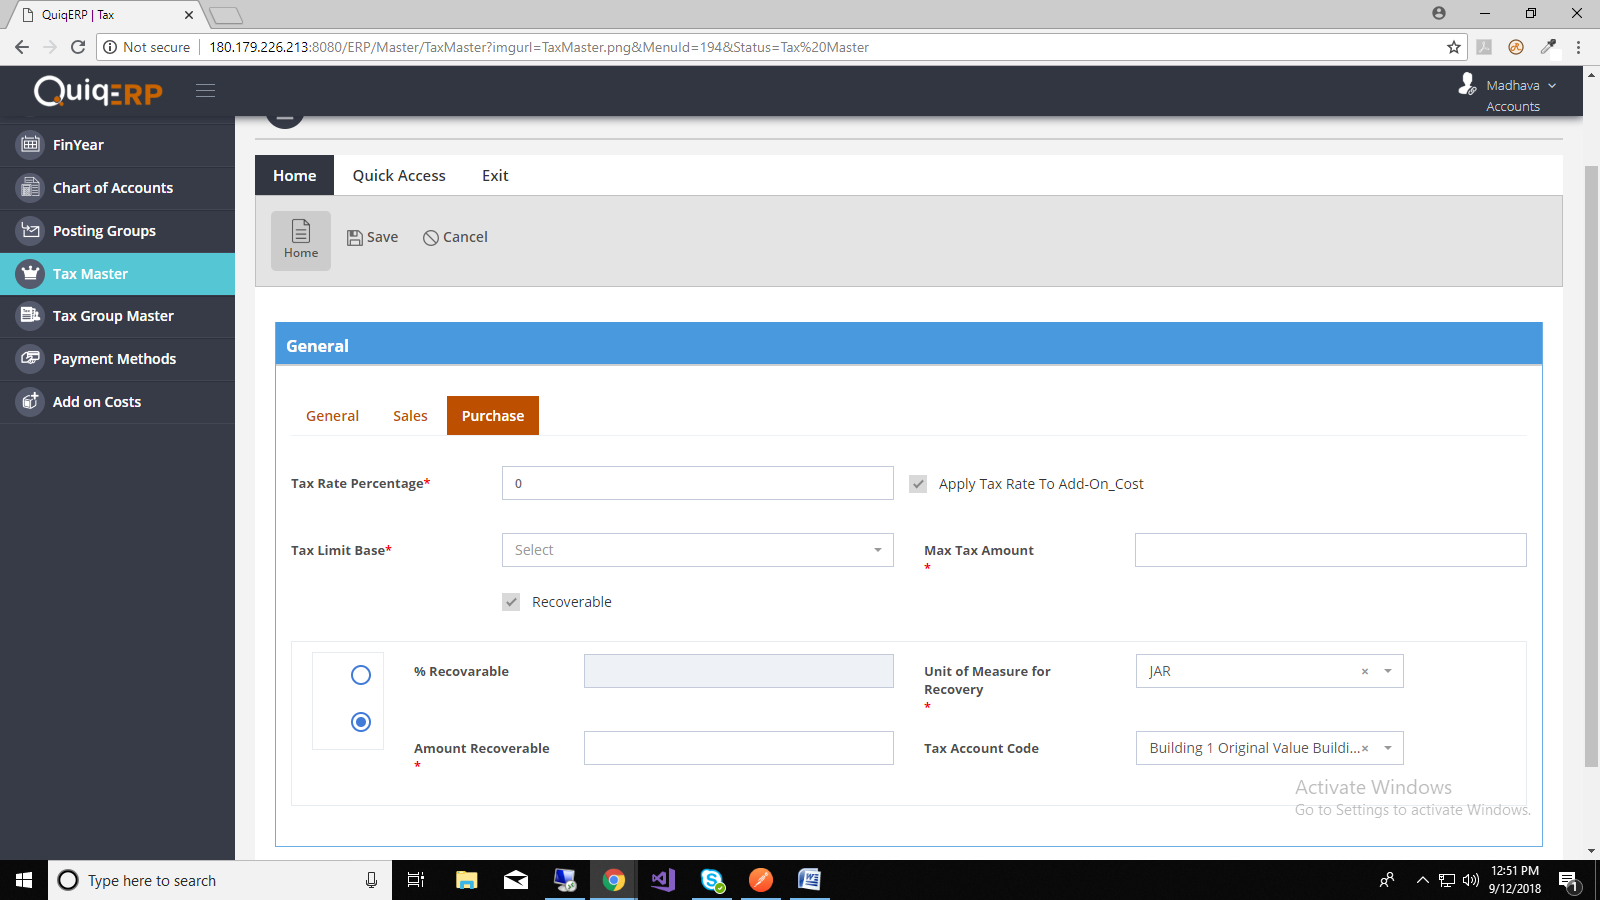 QuiqERP | Tax
Not secure
180.179.226.213:8080/ERP/Master/TaxMaster?imgurl=TaxMaster.png&MenuId=194&Status=Tax%20Master
QuiqERP
Madhava
Accounts
FinYear
Chart of Accounts
Posting Groups
Tax Master
Tax Group Master
Payment Methods
Add on Costs
Home
Quick Access
Exit
Home
Save
Cancel
General
General
Sales
Purchase
Tax Rate Percentage*
0
Apply Tax Rate To Add-On_Cost
Tax Limit Base*
Select
Max Tax Amount
*
Recoverable
% Recovarable
Unit of Measure for
Recovery
*
JAR ×
Amount Recoverable
*
Tax Account Code
Building 1 Original Value Buildi...×
Activate Windows
Go to Settings to activate Windows.
Type here to search
12:51 PM
9/12/2018
1